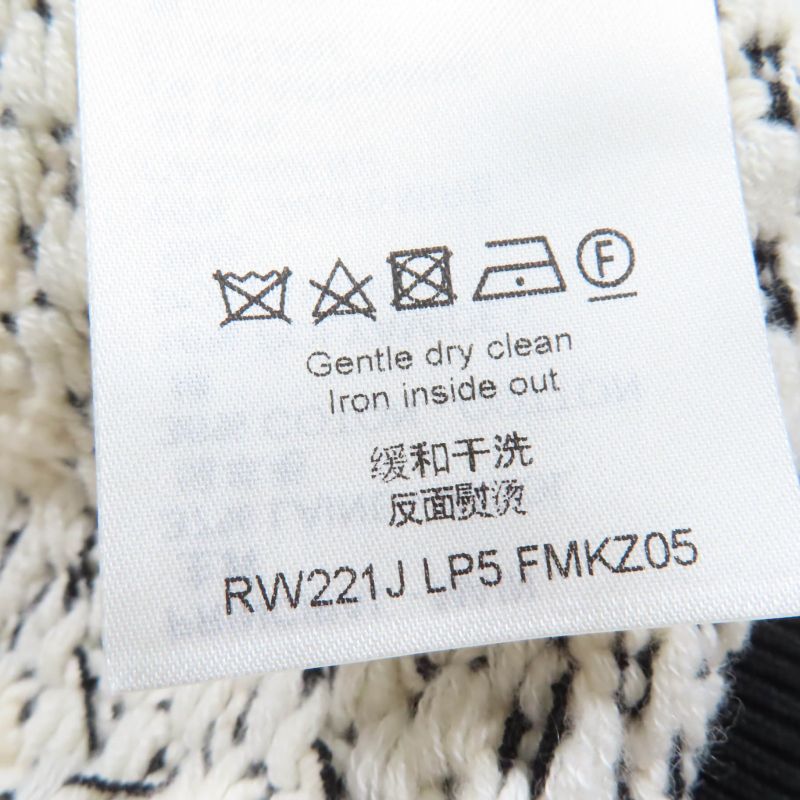 F
Gentle dry clean
Iron inside out
缓和干洗
反面熨烫
RW221J LP5 FMKZ05